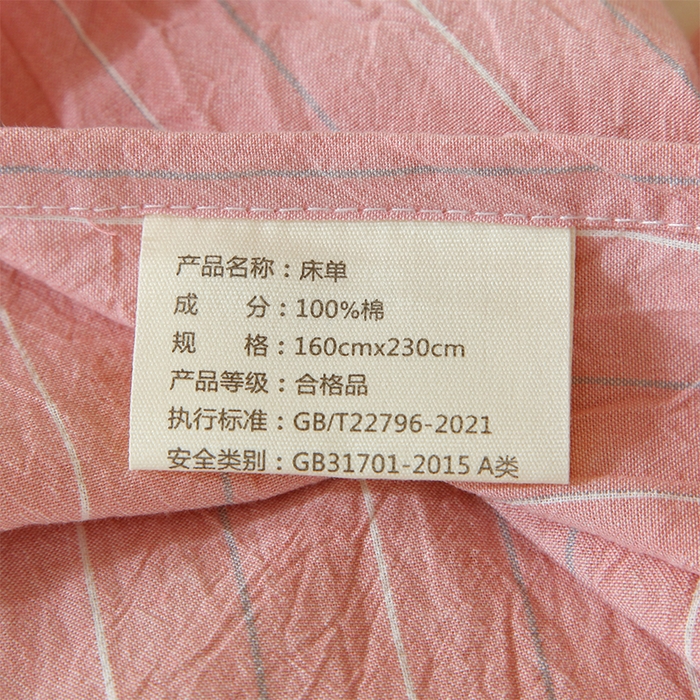 产品名称：床单
成 分：100%棉
规 格：160cmx230cm
产品等级：合格品
执行标准：GB/T22796-2021
安全类别：GB31701-2015 A类